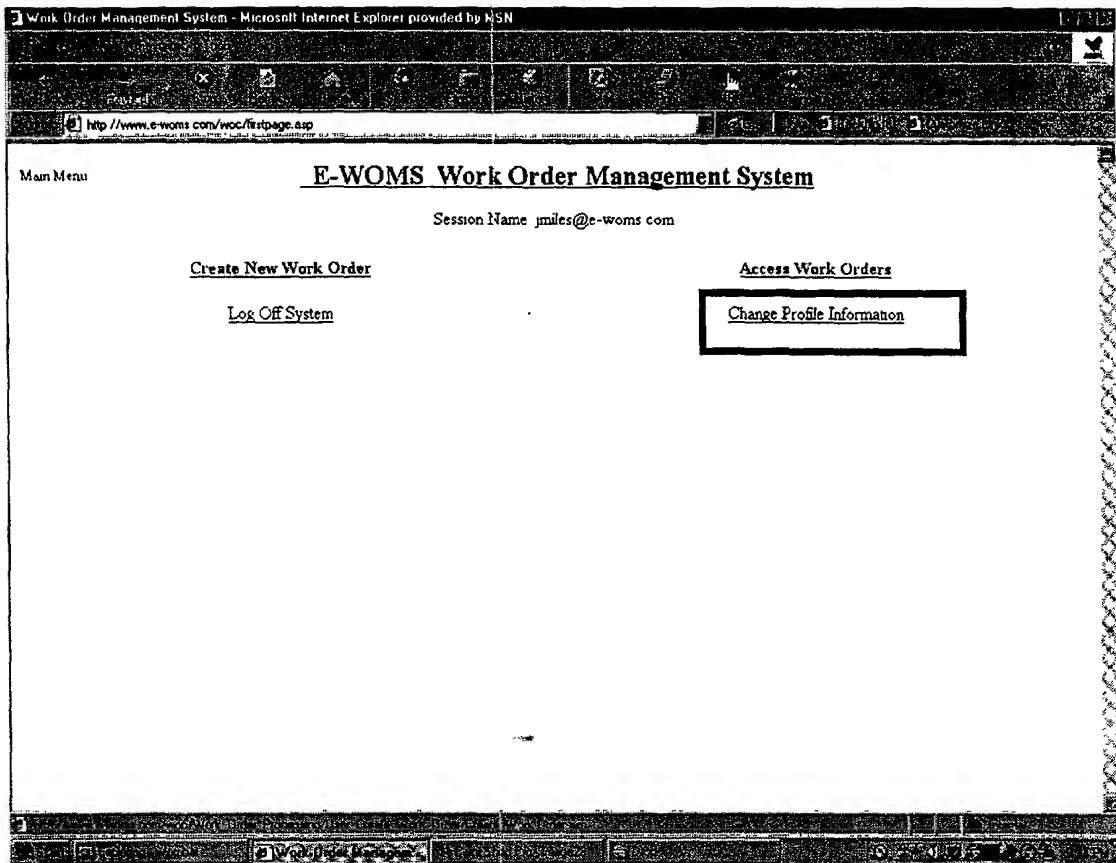 Work Order Management System - Microsoft Internet Explorer provided by MSN
http //www.e-woms com/woc/firstpage.asp
Main Menu
E-WOMS Work Order Management System
Session Name jmiles@e-woms com
Create New Work Order
Access Work Orders
Log Off System
Change Profile Information